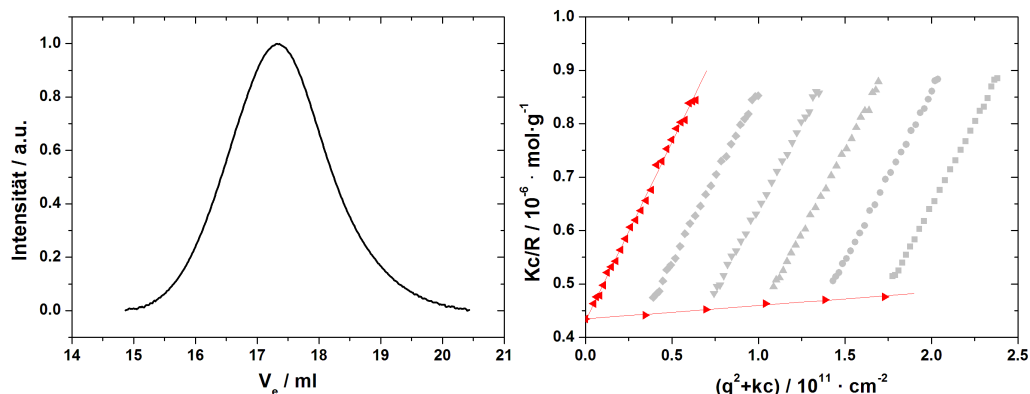 Intensität / a.u.
1.0
0.8
0.6
0.4
0.2
0.0
14 15 16 17 18 19 20 21
Vₑ / ml
Kc/R / 10⁻⁶ · mol·g⁻¹
0.9
0.8
0.7
0.6
0.5
0.4
0.0 0.5 1.0 1.5 2.0 2.5
(q²+kc) / 10¹¹ · cm⁻²